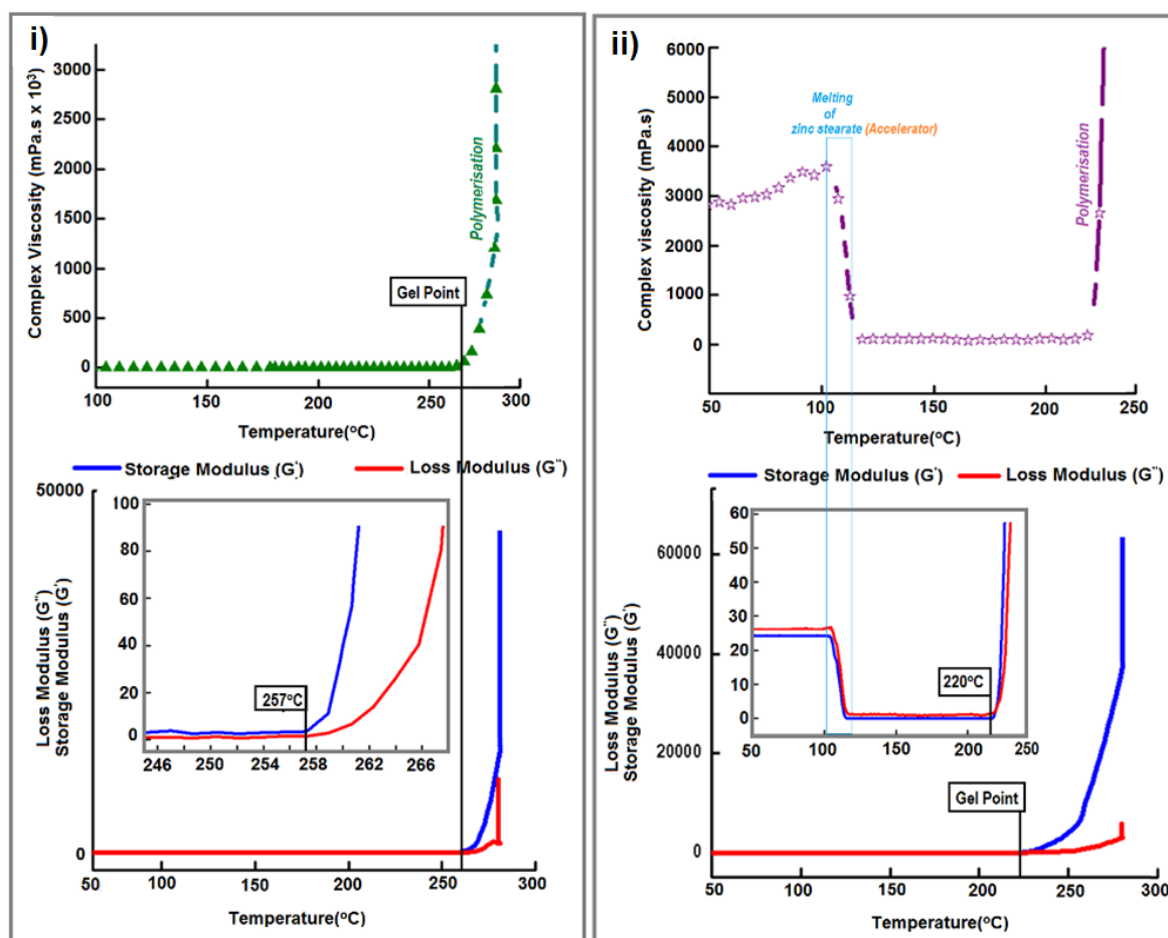 i)
Complex Viscosity (mPa.s x 10³)
3000
2500
2000
1500
1000
500
0
Polymerisation
Gel Point
100
150
200
250
300
Temperature(°C)
Storage Modulus (G')
Loss Modulus (G'')
Loss Modulus (G'')
Storage Modulus (G')
50000
0
100
80
60
40
20
0
257°C
246
250
254
258
262
266
50
100
150
200
250
300
Temperature(°C)
ii)
Complex viscosity (mPa.s)
6000
5000
4000
3000
2000
1000
0
Melting
of
zinc stearate (Accelerator)
Polymerisation
50
100
150
200
250
Temperature(°C)
Storage Modulus (G')
Loss Modulus (G'')
Loss Modulus (G'')
Storage Modulus (G')
60000
40000
20000
0
60
50
40
30
20
10
0
220°C
50
100
150
200
250
Gel Point
50
100
150
200
250
300
Temperature(°C)